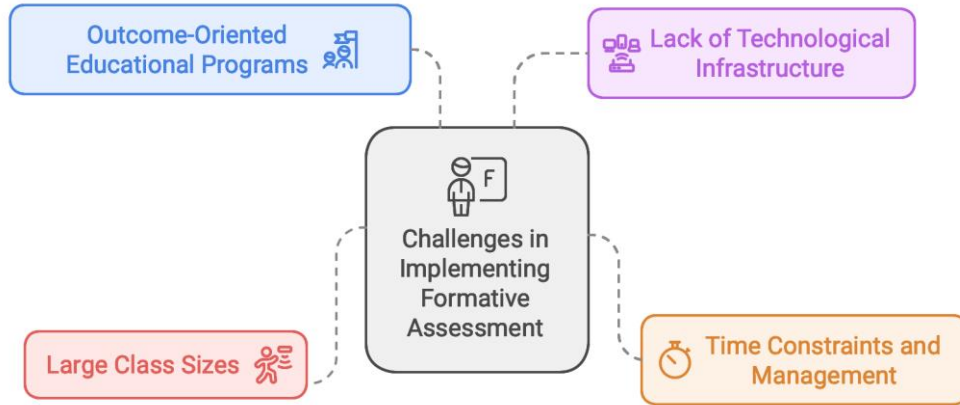 Outcome-Oriented
Educational Programs
Lack of Technological
Infrastructure
F
Challenges in
Implementing
Formative
Assessment
Large Class Sizes
Time Constraints and
Management